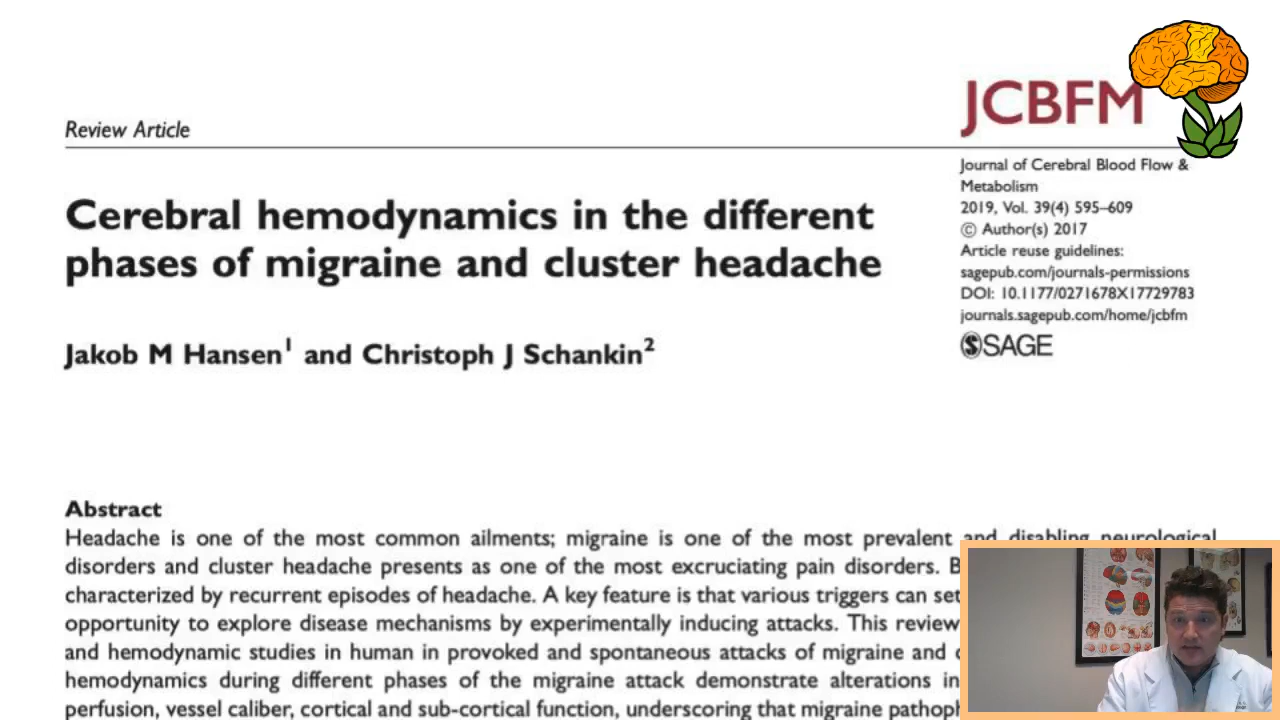 Review Article
JCBFM
Journal of Cerebral Blood Flow &
Metabolism
2019, Vol. 39(4) 595–609
© Author(s) 2017
Article reuse guidelines:
sagepub.com/journals-permissions
DOI: 10.1177/0271678X17729783
journals.sagepub.com/home/jcbfm
SAGE
Cerebral hemodynamics in the different
phases of migraine and cluster headache
Jakob M Hansen1 and Christoph J Schankin2
Abstract
Headache is one of the most common ailments; migraine is one of the most prevalent and disabling neurological
disorders and cluster headache presents as one of the most excruciating pain disorders. B
characterized by recurrent episodes of headache. A key feature is that various triggers can set
opportunity to explore disease mechanisms by experimentally inducing attacks. This review
and hemodynamic studies in human in provoked and spontaneous attacks of migraine and
hemodynamics during different phases of the migraine attack demonstrate alterations in
perfusion, vessel caliber, cortical and sub-cortical function, underscoring that migraine pathoph